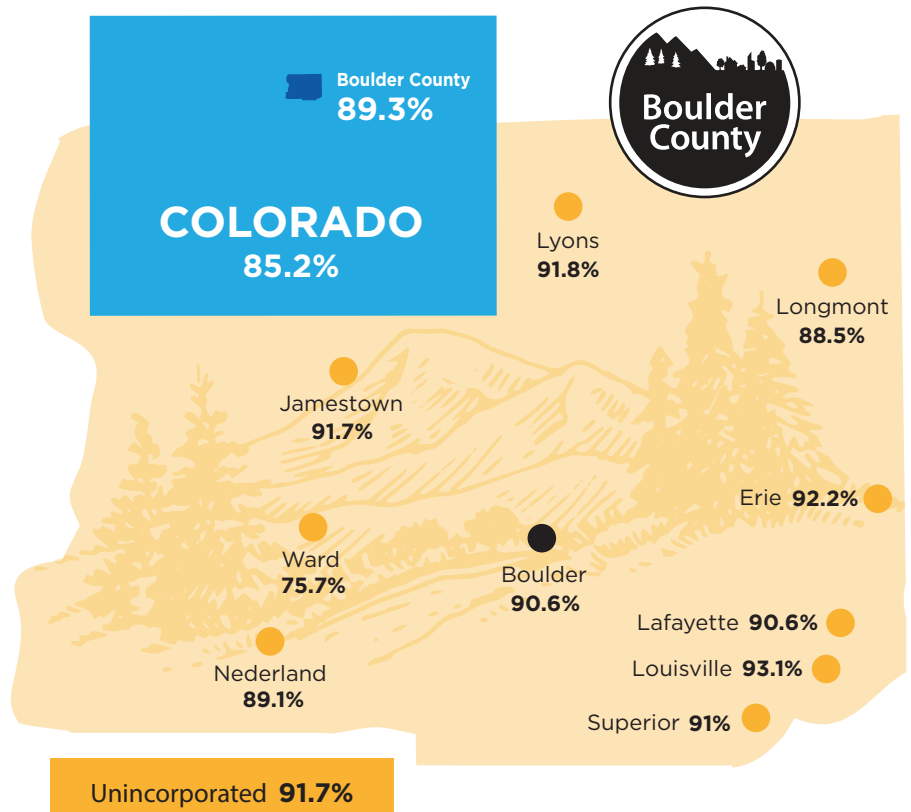 Boulder County
89.3%
COLORADO
85.2%
Boulder
County
Lyons
91.8%
Longmont
88.5%
Jamestown
91.7%
Erie 92.2%
Ward
75.7%
Boulder
90.6%
Lafayette 90.6%
Louisville 93.1%
Nederland
89.1%
Superior 91%
Unincorporated 91.7%